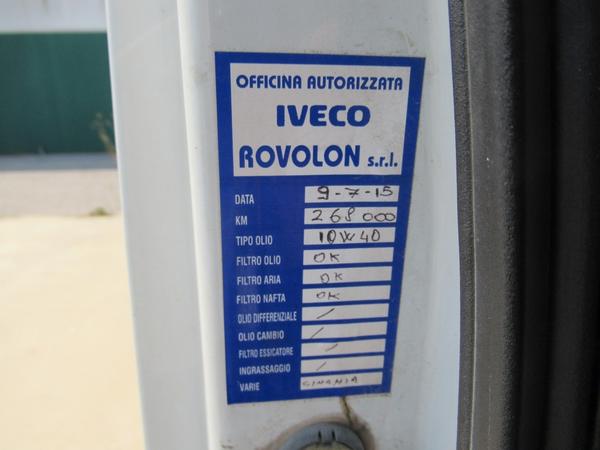 OFFICINA AUTORIZZATA
IVECO
ROVOLON s.r.l.
DATA 9-7-15
KM 268000
TIPO OLIO 10W40
FILTRO OLIO OK
FILTRO ARIA OK
FILTRO NAFTA OK
OLIO DIFFERENZIALE /
OLIO CAMBIO /
FILTRO ESSICATORE /
INGRASSAGGIO /
VARIE